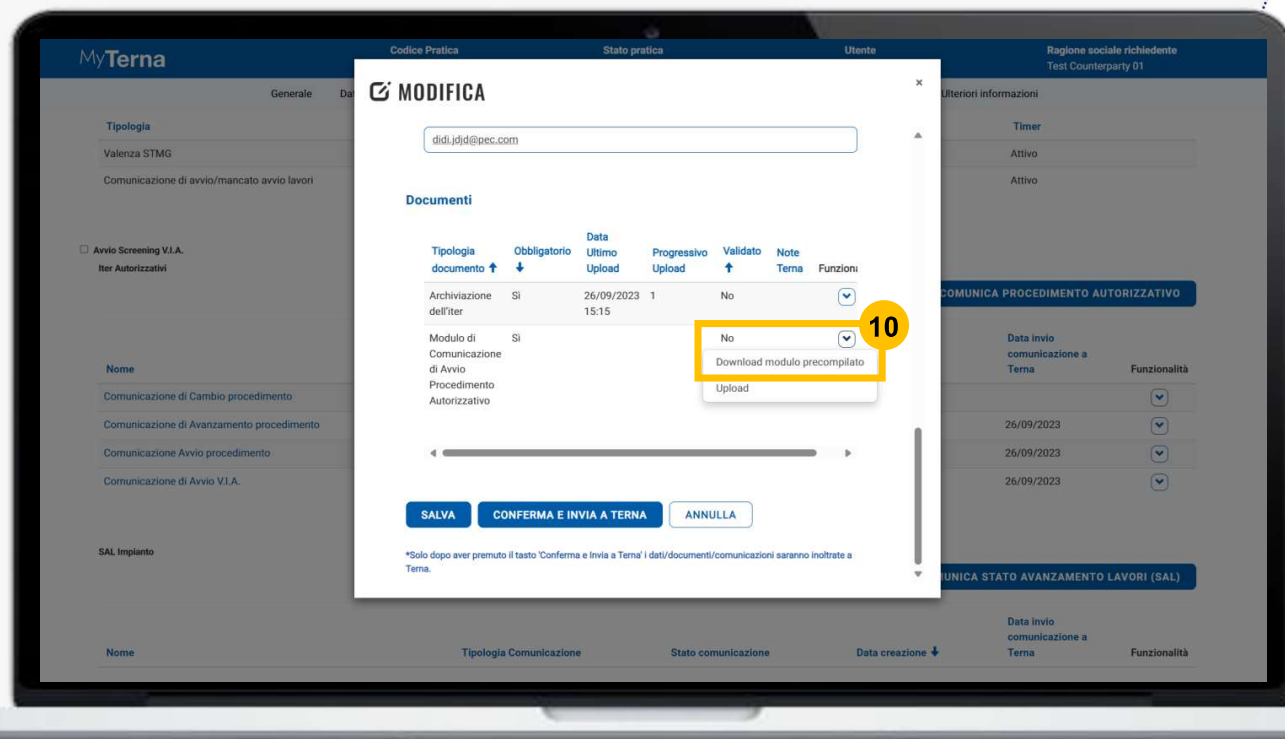 MyTerna
Codice Pratica
Stato pratica
Utente
Ragione sociale richiedente
Test Counterparty 01
Generale
Ulteriori informazioni
Tipologia
Timer
Valenza STMG
Attivo
Comunicazione di avvio/mancato avvio lavori
Attivo
Avvio Screening V.I.A.
Iter Autorizzativi
COMUNICA PROCEDIMENTO AUTORIZZATIVO
Nome
Data invio
comunicazione a
Terna
Funzionalità
Comunicazione di Cambio procedimento
Comunicazione di Avanzamento procedimento
26/09/2023
Comunicazione Avvio procedimento
26/09/2023
Comunicazione di Avvio V.I.A.
26/09/2023
SAL Impianto
UNICA STATO AVANZAMENTO LAVORI (SAL)
Nome
Tipologia Comunicazione
Stato comunicazione
Data creazione
Data invio
comunicazione a
Terna
Funzionalità
MODIFICA
×
didi.jdjd@pec.com
Documenti
Tipologia
documento
Obbligatorio
Data
Ultimo
Upload
Progressivo
Upload
Validato
Note
Terna
Funziona
Archiviazione
dell'iter
Sì
26/09/2023
15:15
1
No
Modulo di
Comunicazione
di Avvio
Procedimento
Autorizzativo
Sì
No
10
Download modulo precompilato
Upload
SALVA
CONFERMA E INVIA A TERNA
ANNULLA
*Solo dopo aver premuto il tasto 'Conferma e Invia a Terna' i dati/documenti/comunicazioni saranno inoltrate a
Terna.